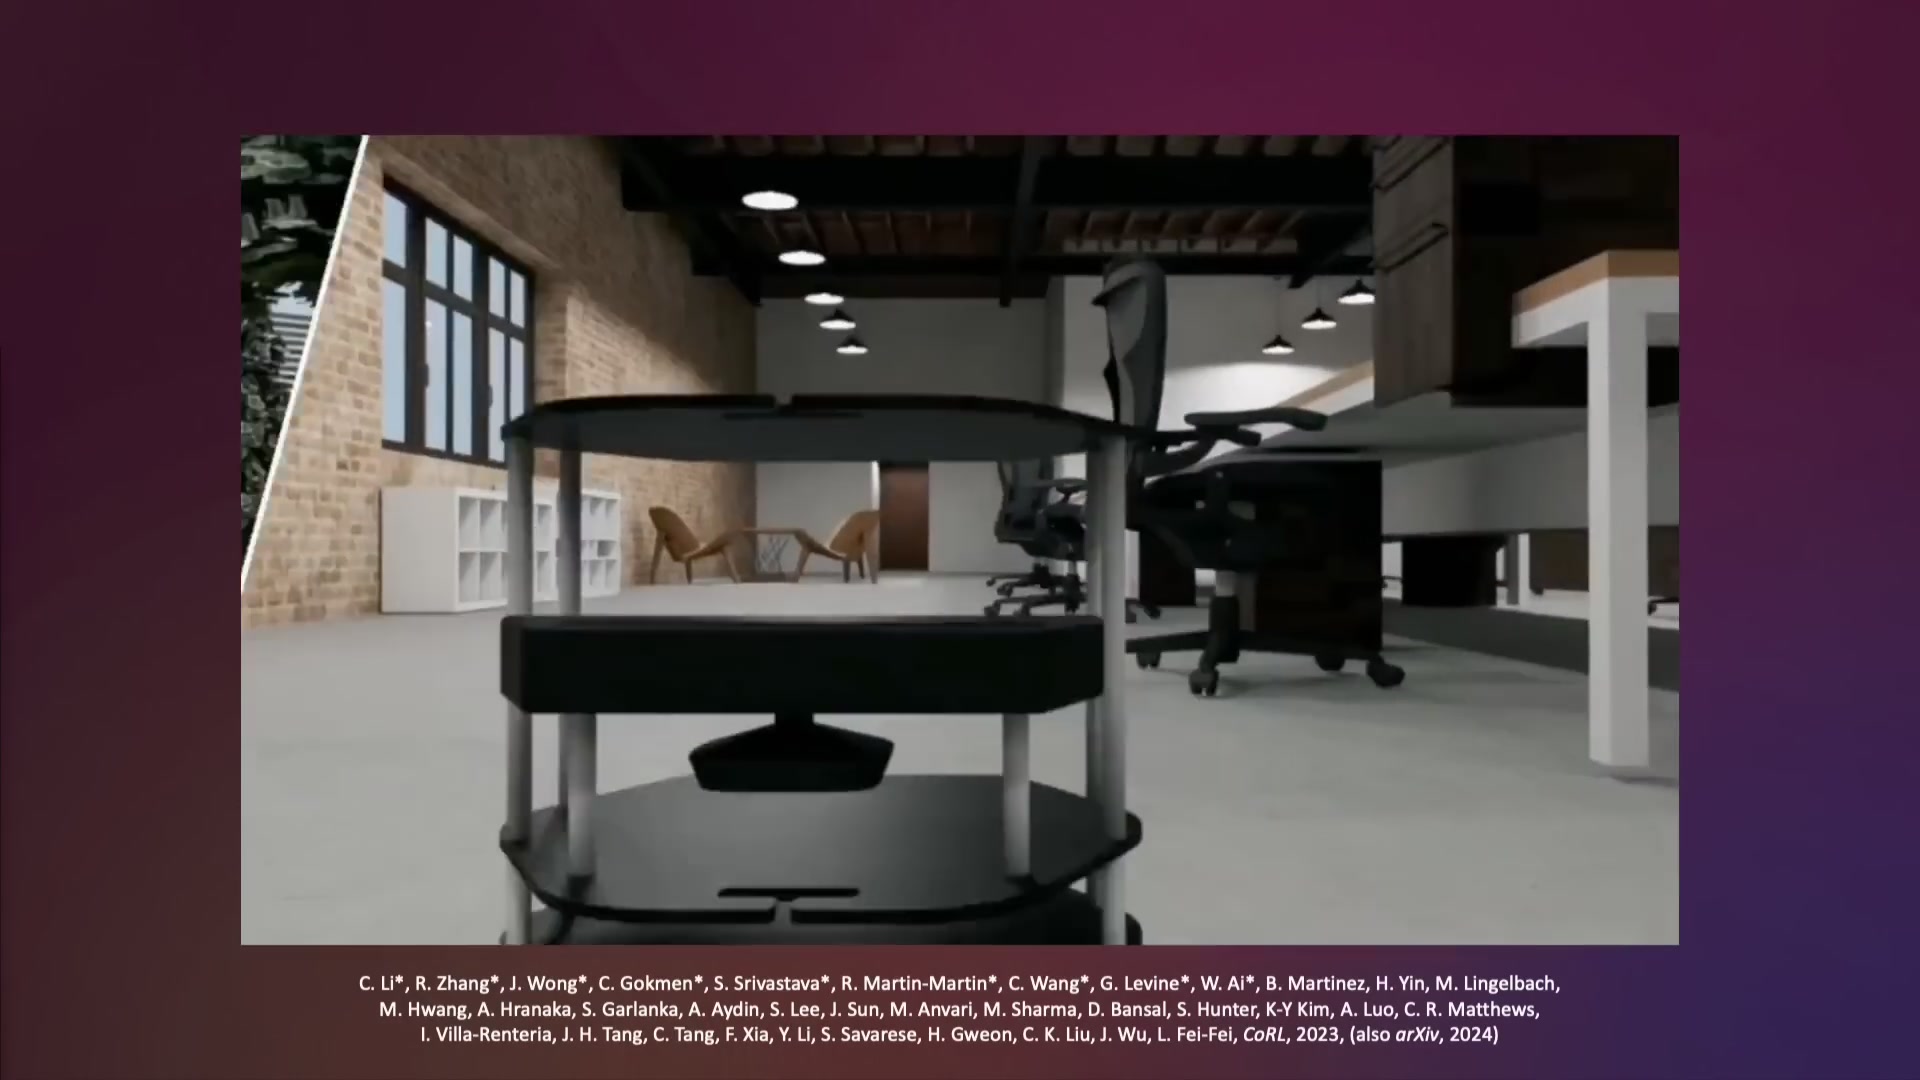 C. Li*, R. Zhang*, J. Wong*, C. Gokmen*, S. Srivastava*, R. Martin-Martin*, C. Wang*, G. Levine*, W. Ai*, B. Martinez, H. Yin, M. Lingelbach,
M. Hwang, A. Hranaka, S. Garlanka, A. Aydin, S. Lee, J. Sun, M. Anvari, M. Sharma, D. Bansal, S. Hunter, K-Y Kim, A. Luo, C. R. Matthews,
I. Villa-Renteria, J. H. Tang, C. Tang, F. Xia, Y. Li, S. Savarese, H. Gweon, C. K. Liu, J. Wu, L. Fei-Fei, CoRL, 2023, (also arXiv, 2024)